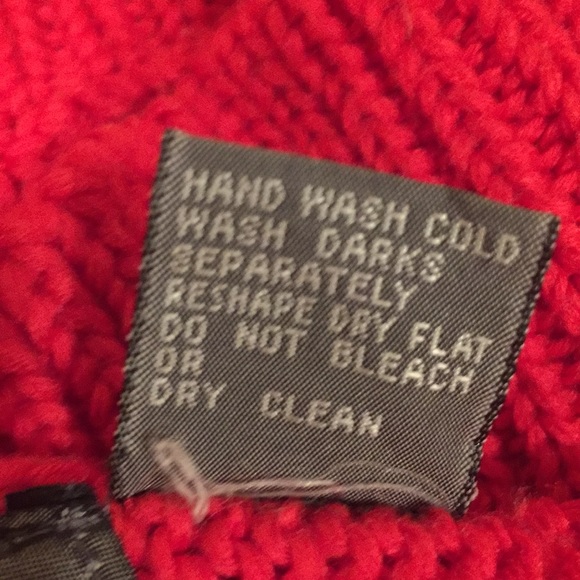 HAND WASH COLD
WASH DARKS
SEPARATELY
RESHAPE DRY FLAT
DO NOT BLEACH
OR
DRY CLEAN